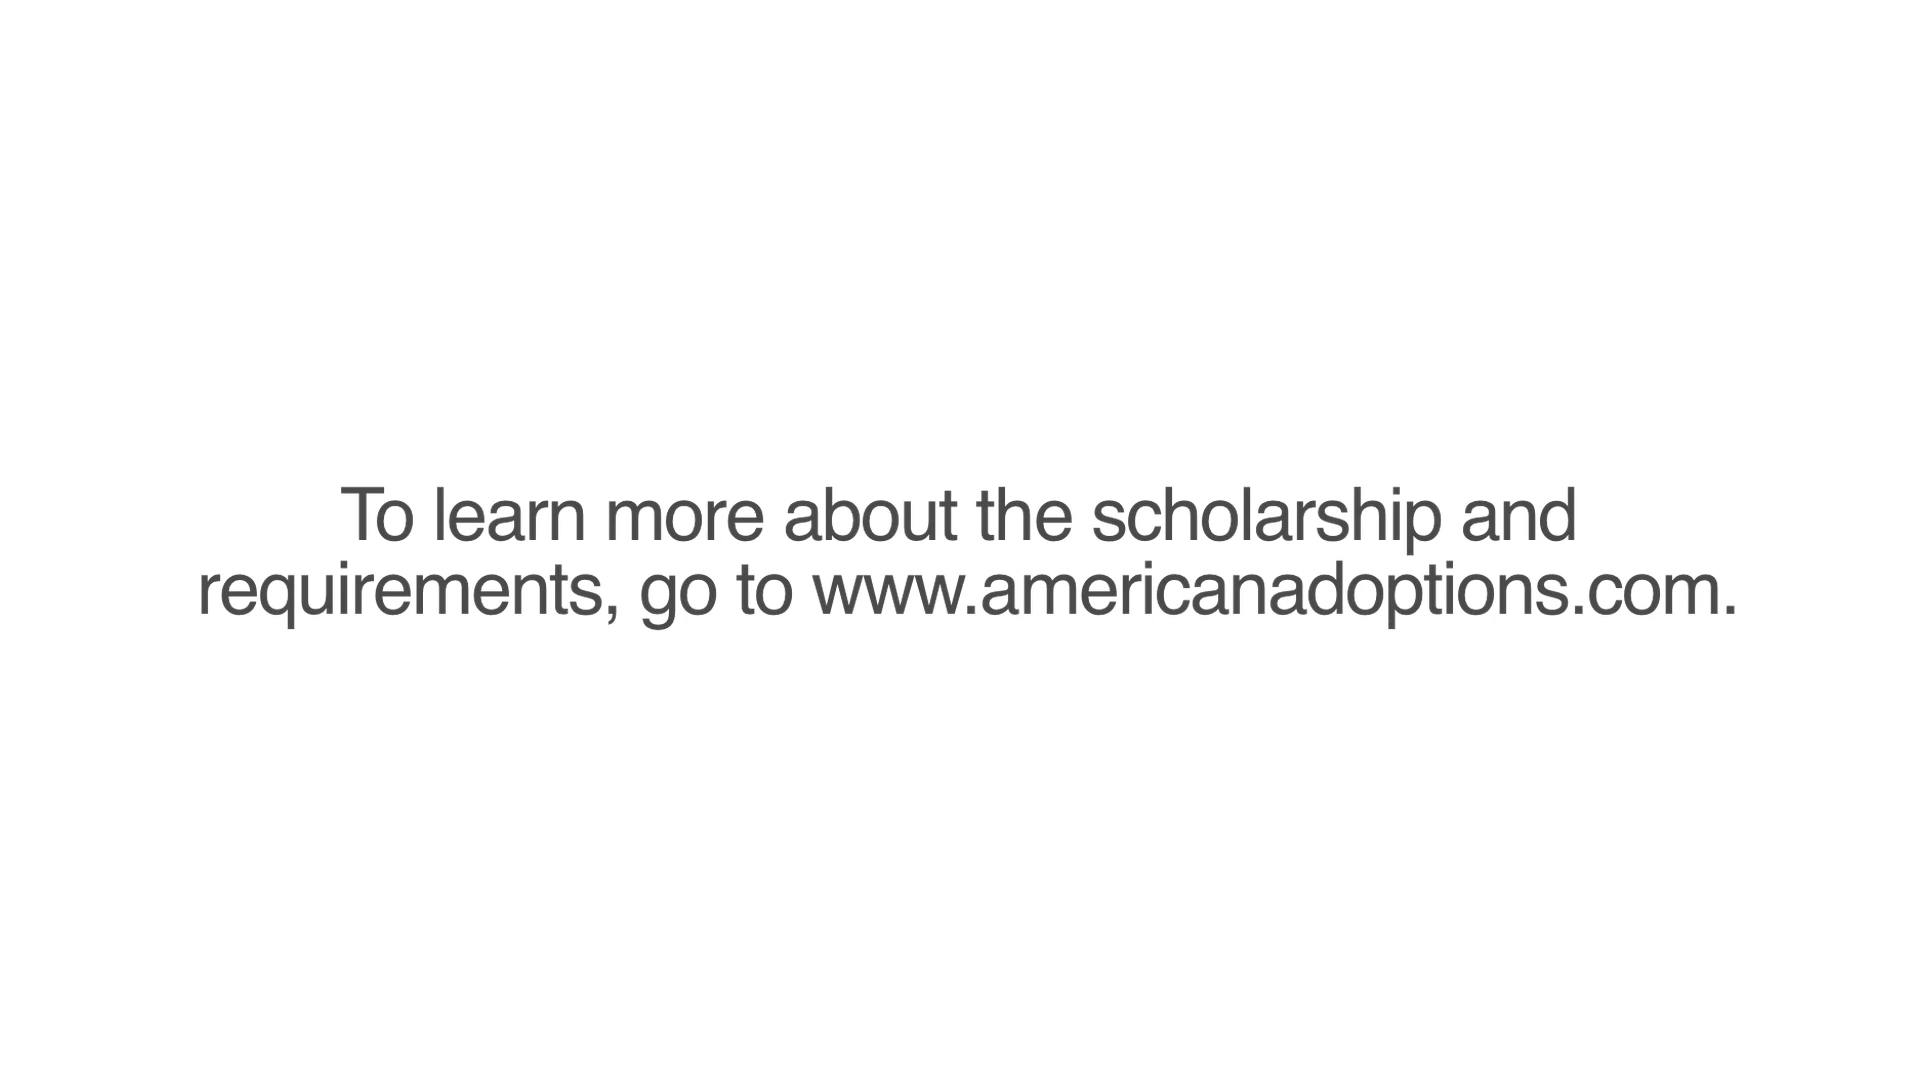 To learn more about the scholarship and
requirements, go to www.americanadoptions.com.